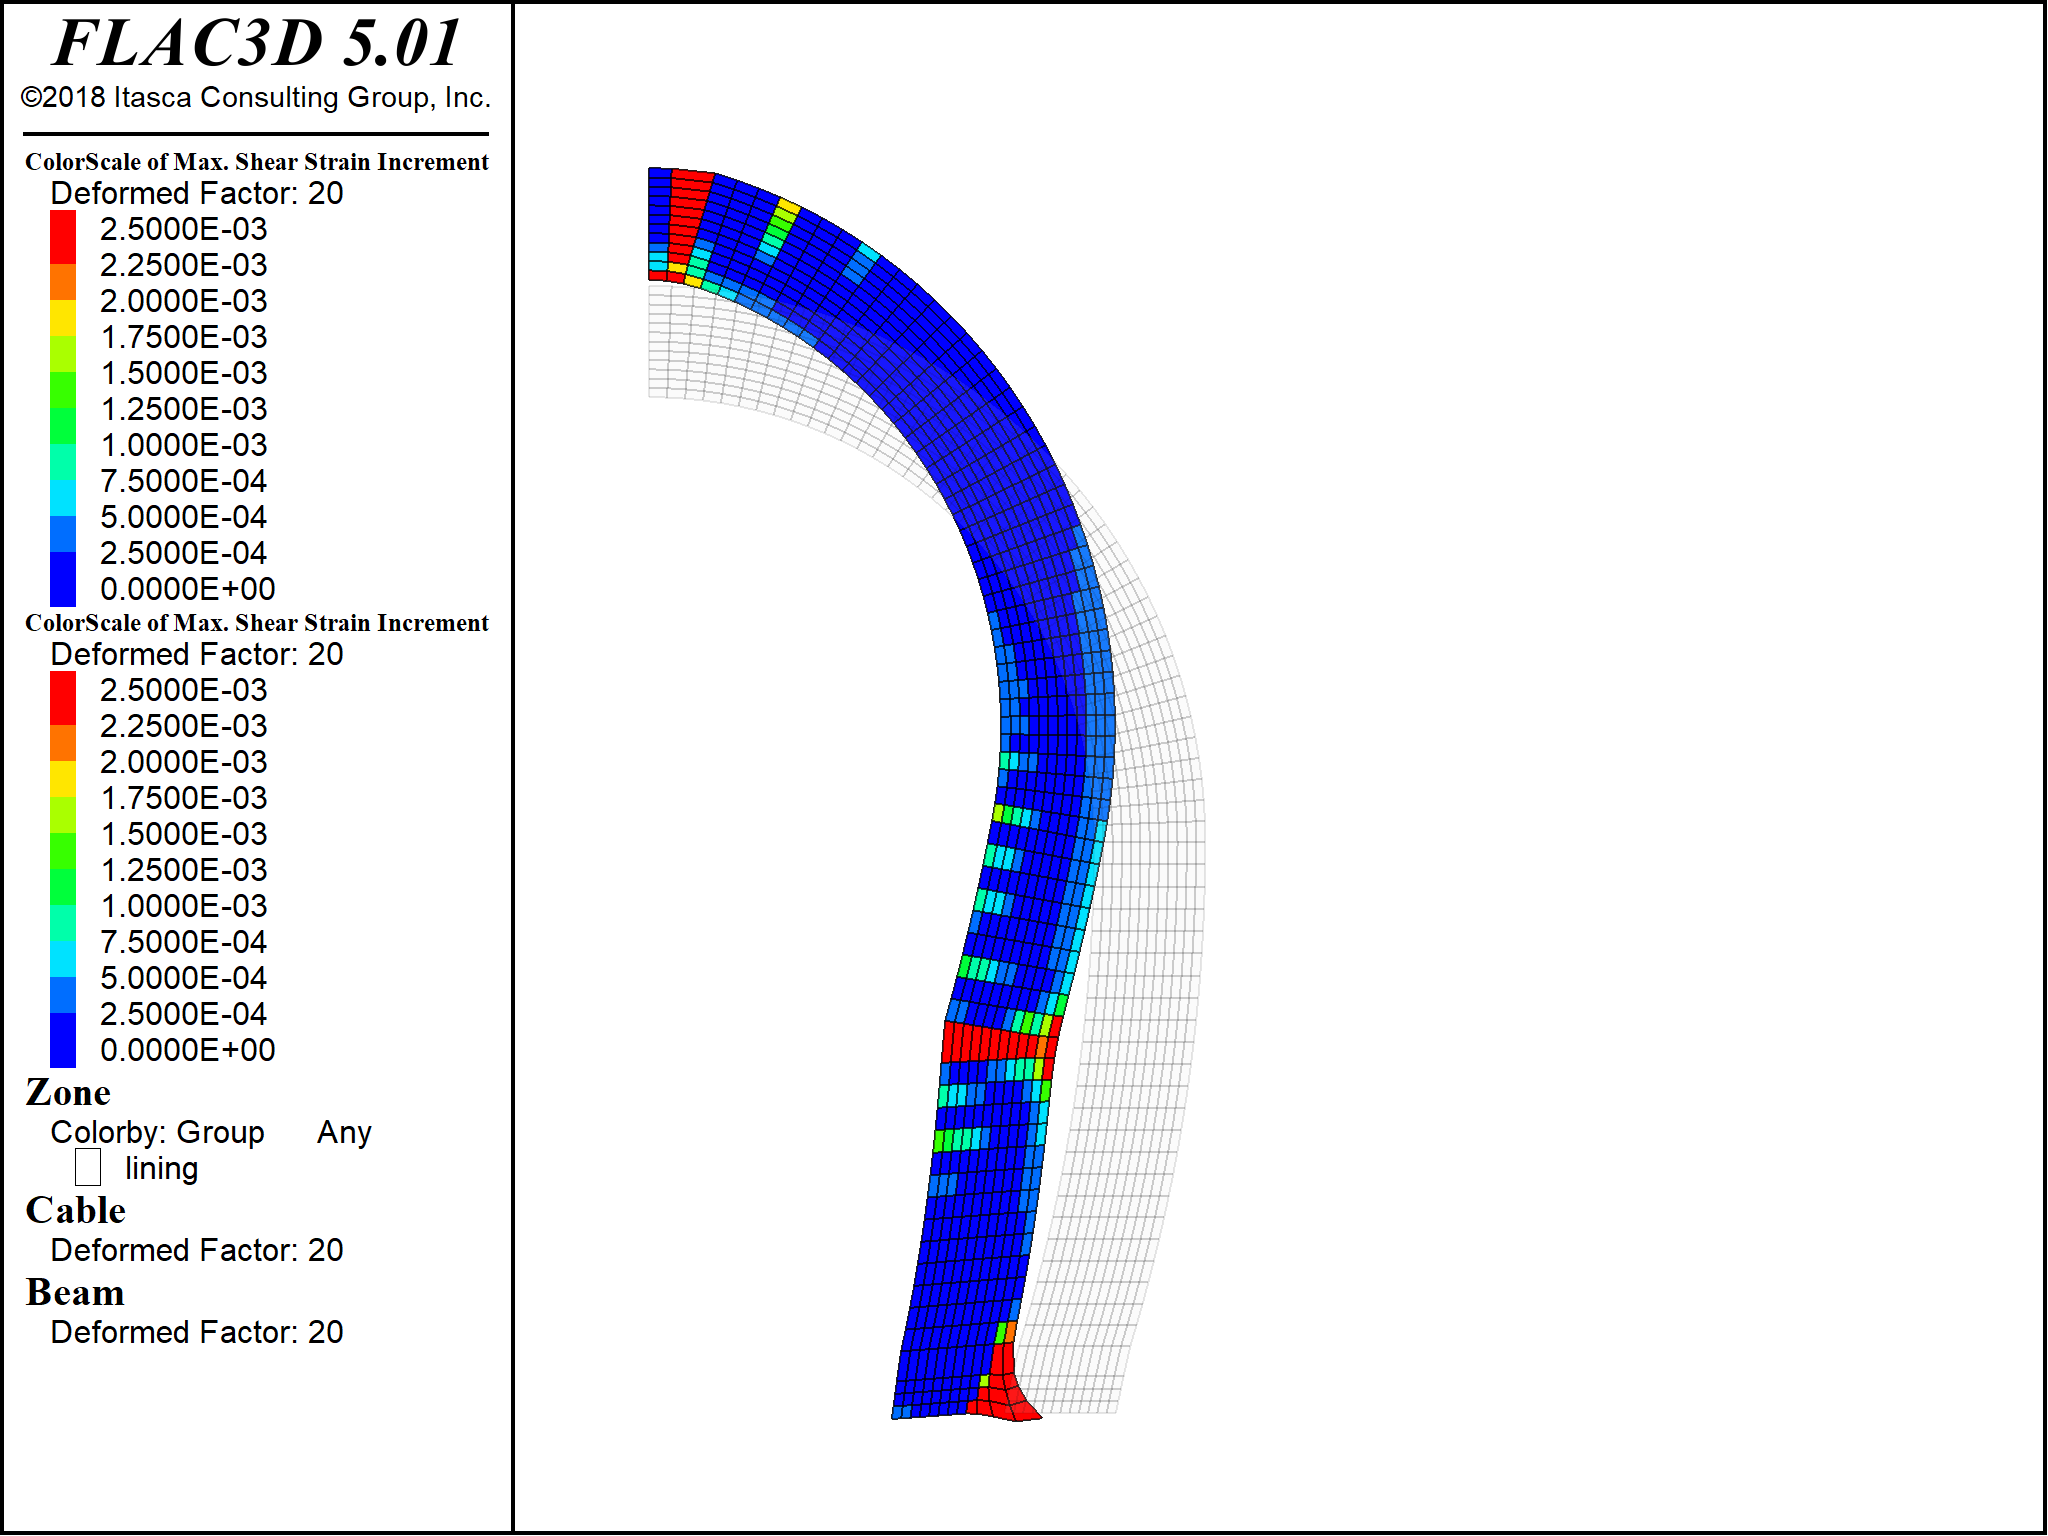 FLAC3D 5.01
©2018 Itasca Consulting Group, Inc.
ColorScale of Max. Shear Strain Increment
Deformed Factor: 20
2.5000E-03
2.2500E-03
2.0000E-03
1.7500E-03
1.5000E-03
1.2500E-03
1.0000E-03
7.5000E-04
5.0000E-04
2.5000E-04
0.0000E+00
ColorScale of Max. Shear Strain Increment
Deformed Factor: 20
2.5000E-03
2.2500E-03
2.0000E-03
1.7500E-03
1.5000E-03
1.2500E-03
1.0000E-03
7.5000E-04
5.0000E-04
2.5000E-04
0.0000E+00
Zone
Colorby: Group Any
lining
Cable
Deformed Factor: 20
Beam
Deformed Factor: 20